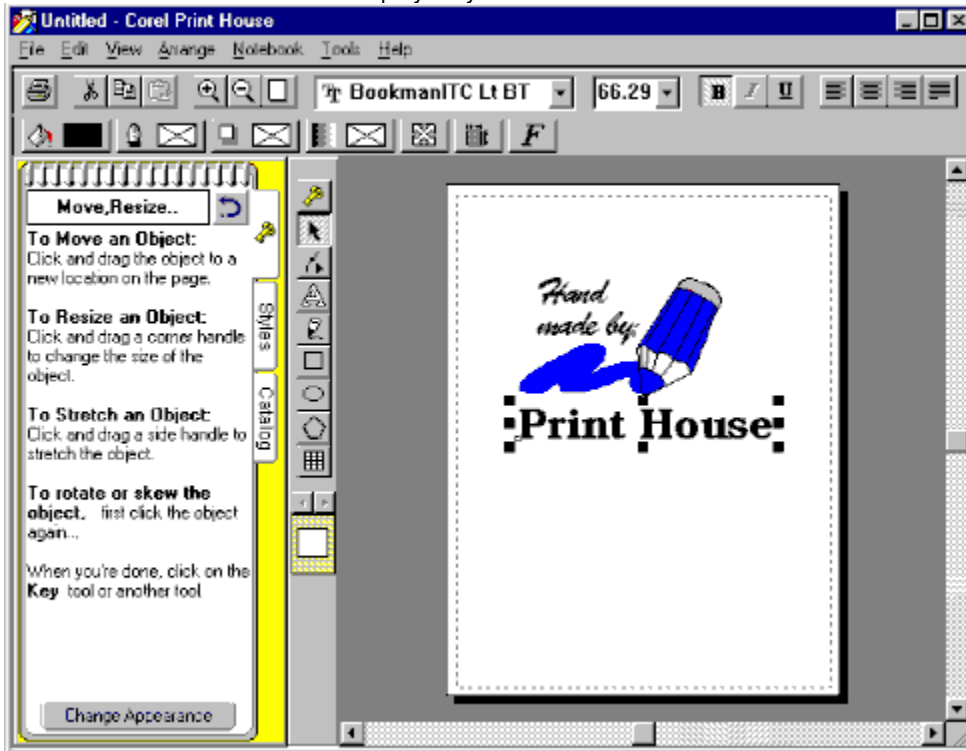 Untitled - Corel Print House
File Edit View Arrange Notebook Tools Help
BookmanITC Lt BT 66.29 B I U
F
Move,Resize..
To Move an Object:
Click and drag the object to a
new location on the page.
To Resize an Object:
Click and drag a corner handle
to change the size of the
object.
To Stretch an Object:
Click and drag a side handle to
stretch the object.
To rotate or skew the
object, first click the object
again...
When you're done, click on the
Key tool or another tool
Change Appearance
Styles
Catalog
Hand
made by:
Print House